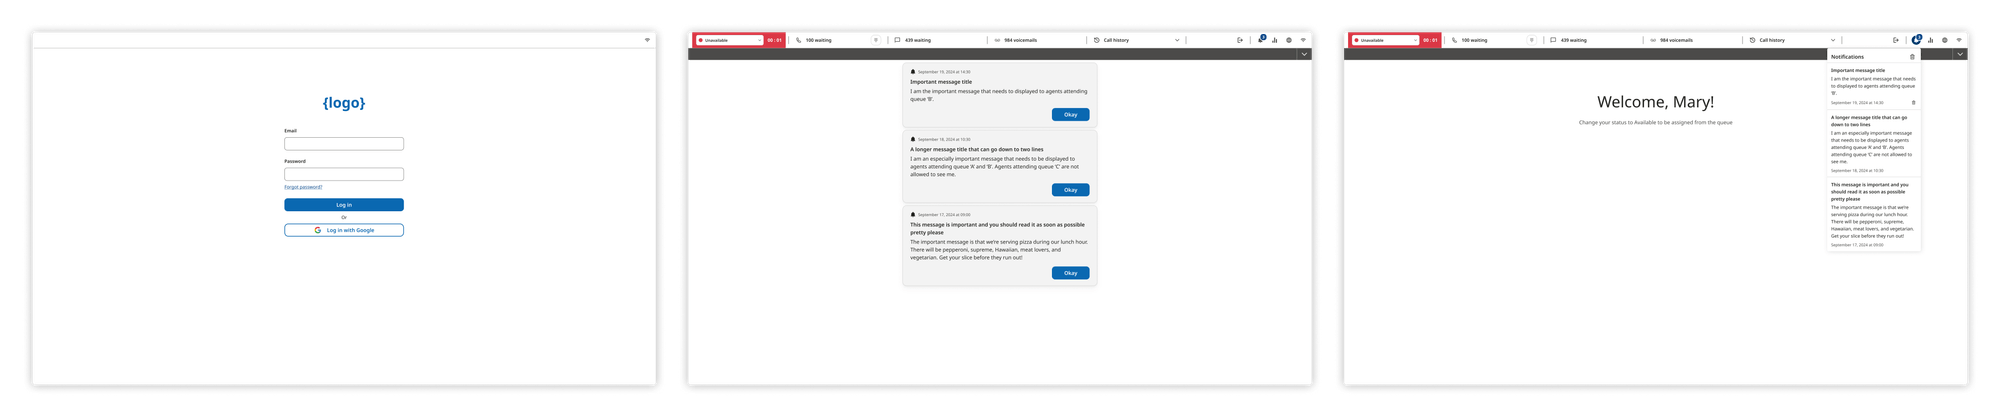 {logo}
Email
Password
Forgot password?
Log in
Or
Log in with Google
Unavailable
00 : 01
100 waiting
0
439 waiting
984 voicemails
Call history
3
September 19, 2024 at 14:30
Important message title
I am the important message that needs to displayed to agents attending
queue 'B'.
Okay
September 18, 2024 at 10:30
A longer message title that can go down to two lines
I am an especially important message that needs to be displayed to
agents attending queue 'A' and 'B'. Agents attending queue 'C' are not
allowed to see me.
Okay
September 17, 2024 at 09:00
This message is important and you should read it as soon as possible
pretty please
The important message is that we're serving pizza during our lunch hour.
There will be pepperoni, supreme, Hawaiian, meat lovers, and
vegetarian. Get your slice before they run out!
Okay
Unavailable
00 : 01
100 waiting
0
439 waiting
984 voicemails
Call history
3
Welcome, Mary!
Change your status to Available to be assigned from the queue
Notifications
Important message title
I am the important message that needs
to displayed to agents attending queue
'B'.
September 19, 2024 at 14:30
A longer message title that can go
down to two lines
I am an especially important message
that needs to be displayed to agents
attending queue 'A' and 'B'. Agents
attending queue 'C' are not allowed to
see me.
September 18, 2024 at 10:30
This message is important and you
should read it as soon as possible
pretty please
The important message is that we're
serving pizza during our lunch hour.
There will be pepperoni, supreme,
Hawaiian, meat lovers, and vegetarian.
Get your slice before they run out!
September 17, 2024 at 09:00